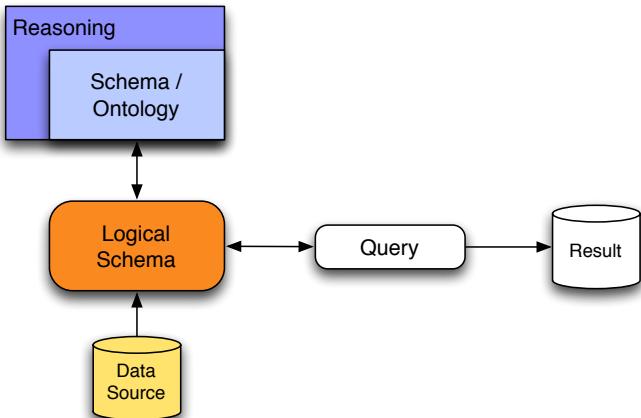 Reasoning
Schema /
Ontology
Logical
Schema
Query
Result
Data
Source